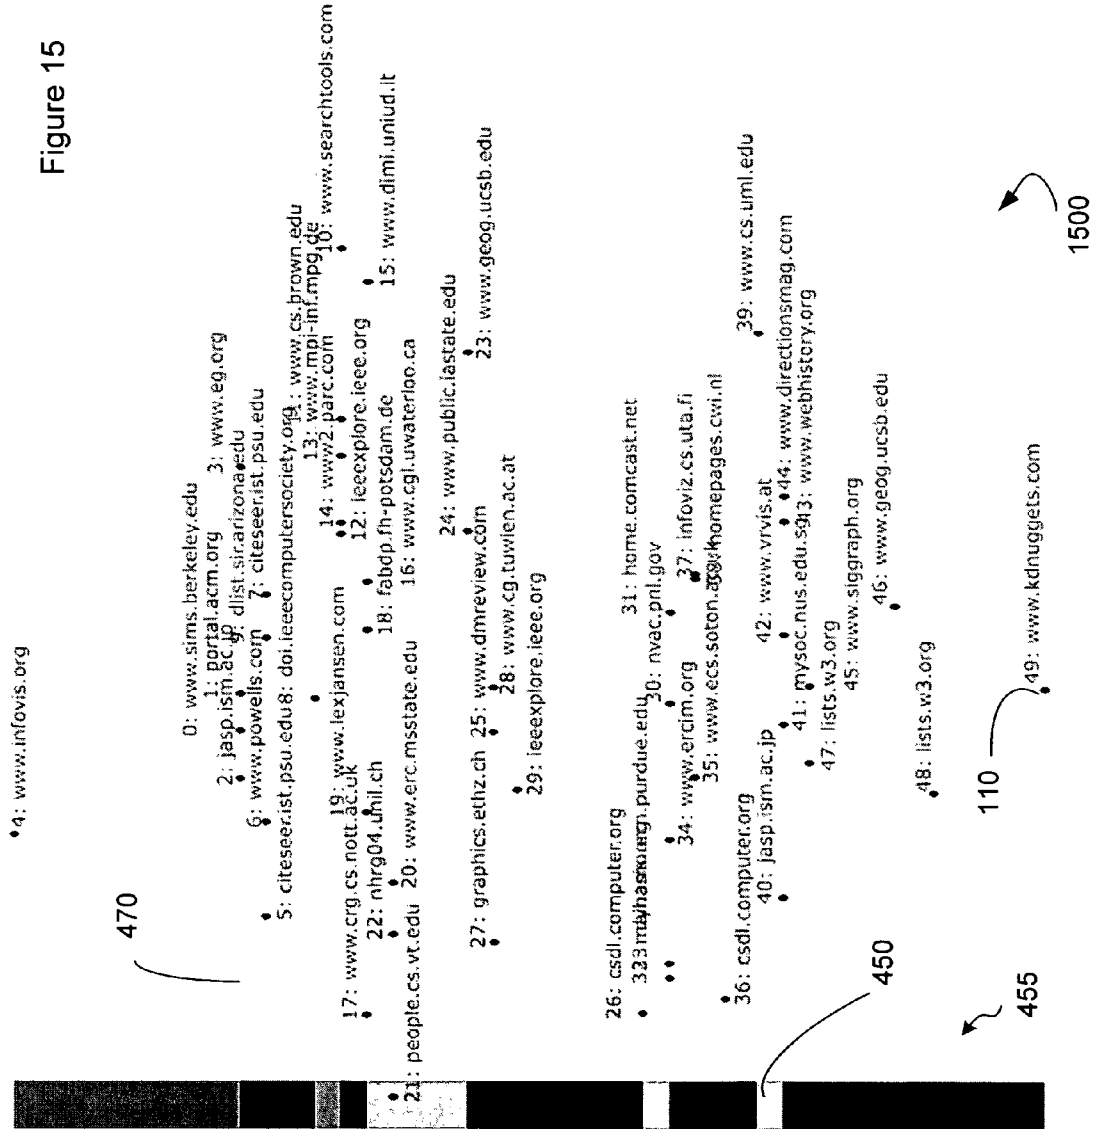 Figure 15
4: www.infovis.org
0: www.sims.berkeley.edu
1: portal.acm.org
2: jasp.ism.ac.jp
3: www.eg.org
9: dlist.sir.arizona.edu
6: www.powells.com
7: citeseer.ist.psu.edu
5: citeseer.ist.psu.edu
8: doi.ieeecomputersociety.org
11: www.cs.brown.edu
13: www.mpi-inf.mpg.de
10: www.searchtools.com
14: www2.parc.com
19: www.lexjansen.com
12: ieeexplore.ieee.org
17: www.crg.cs.nott.ac.uk
22: nhrg04.unil.ch
18: fabdp.fh-potsdam.de
15: www.dimi.uniud.it
21: people.cs.vt.edu
20: www.erc.msstate.edu
16: www.cgl.uwaterloo.ca
24: www.public.iastate.edu
27: graphics.ethz.ch
25: www.dmreview.com
23: www.geog.ucsb.edu
28: www.cg.tuwien.ac.at
29: ieeexplore.ieee.org
26: csdl.computer.org
31: home.comcast.net
30: nvac.pnl.gov
34: www.ercim.org
37: infoviz.cs.uta.fi
35: www.ecs.soton.ac.uk
homepages.cwi.nl
36: csdl.computer.org
39: www.cs.uml.edu
40: jasp.ism.ac.jp
42: www.vrvis.at
44: www.directionsmag.com
41: mysoc.nus.edu.sg
43: www.webhistory.org
47: lists.w3.org
45: www.siggraph.org
46: www.geog.ucsb.edu
48: lists.w3.org
49: www.kdnuggets.com
470
450
455
110
1500